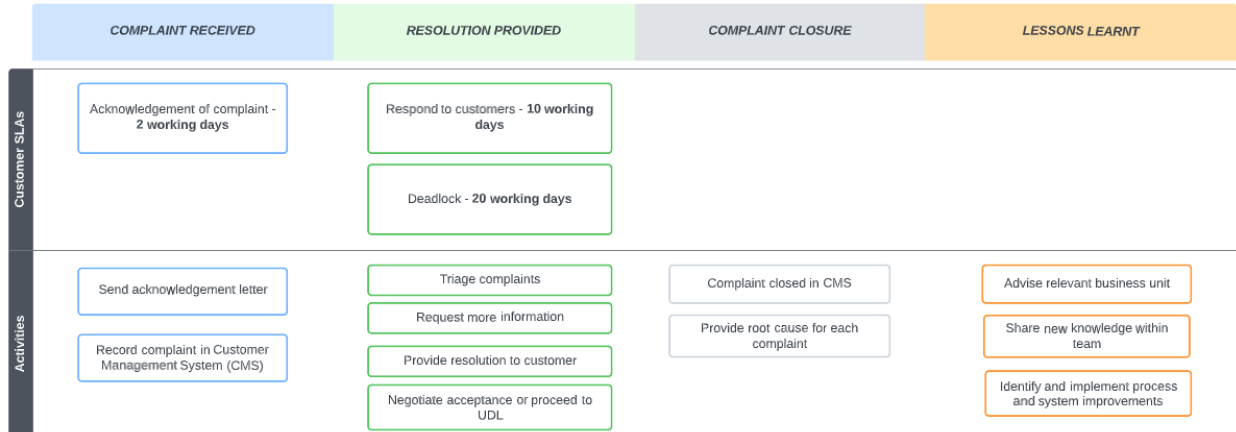 COMPLAINT RECEIVED
RESOLUTION PROVIDED
COMPLAINT CLOSURE
LESSONS LEARNT
Customer SLAs
Acknowledgement of complaint -
2 working days
Respond to customers - 10 working
days
Deadlock - 20 working days
Activities
Send acknowledgement letter
Record complaint in Customer
Management System (CMS)
Triage complaints
Request more information
Provide resolution to customer
Negotiate acceptance or proceed to
UDL
Complaint closed in CMS
Provide root cause for each
complaint
Advise relevant business unit
Share new knowledge within
team
Identify and implement process
and system improvements